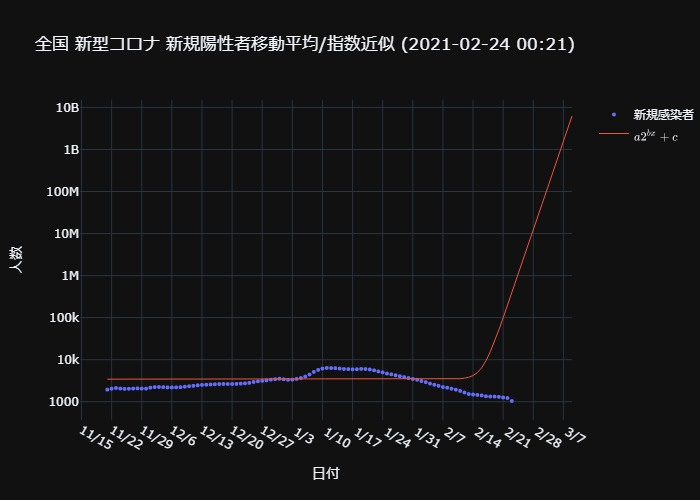 全国 新型コロナ 新規陽性者移動平均/指数近似 (2021-02-24 00:21)
10B
1B
100M
10M
1M
100k
10k
1000
人数
11/15
11/22
11/29
12/6
12/13
12/20
12/27
1/3
1/10
1/17
1/24
1/31
2/7
2/14
2/21
2/28
3/7
日付
新規感染者
a2^{bx} + c